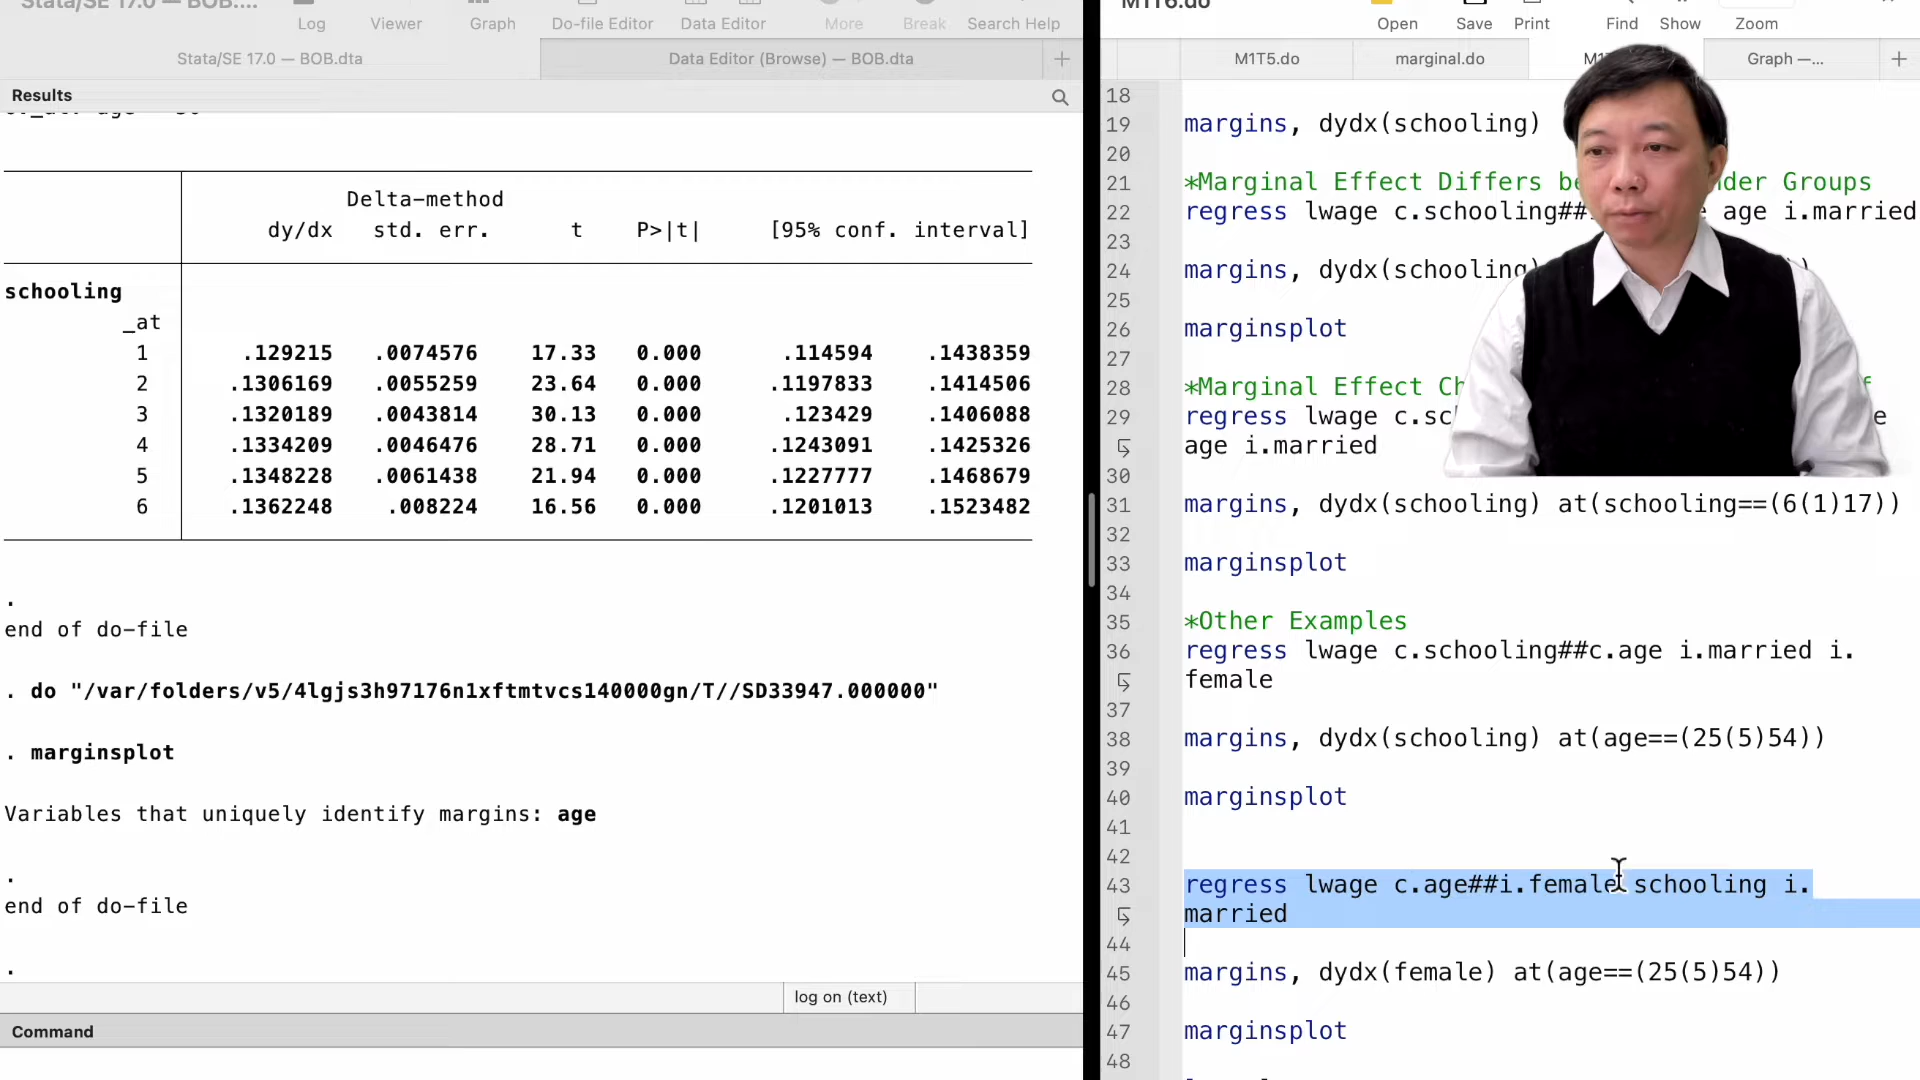 Stata/SE 17.0 — BOB....
Log Viewer Graph Do-file Editor Data Editor More Break Search Help
Stata/SE 17.0 — BOB.dta
Data Editor (Browse) — BOB.dta
Results
Delta-method
dy/dx std. err. t P>|t| [95% conf. interval]
schooling
_at
1 .129215 .0074576 17.33 0.000 .114594 .1438359
2 .1306169 .0055259 23.64 0.000 .1197833 .1414506
3 .1320189 .0043814 30.13 0.000 .123429 .1406088
4 .1334209 .0046476 28.71 0.000 .1243091 .1425326
5 .1348228 .0061438 21.94 0.000 .1227777 .1468679
6 .1362248 .008224 16.56 0.000 .1201013 .1523482
.
end of do-file
. do "/var/folders/v5/4lgjs3h97176n1xftmtvcs140000gn/T//SD33947.000000"
. marginsplot
Variables that uniquely identify margins: age
.
end of do-file
.
log on (text)
Command
M1T6.do
Open Save Print Find Show Zoom
M1T5.do marginal.do Graph —...
18
19 margins, dydx(schooling)
20
21 *Marginal Effect Differs Groups
22 regress lwage c.schooling## age i.married
23
24 margins, dydx(schooling)
25
26 marginsplot
27
28 *Marginal Effect
29 regress lwage
age i.married
30
31 margins, dydx(schooling) at(schooling==(6(1)17))
32
33 marginsplot
34
35 *Other Examples
36 regress lwage c.schooling##c.age i.married i.
female
37
38 margins, dydx(schooling) at(age==(25(5)54))
39
40 marginsplot
41
42
43 regress lwage c.age##i.female schooling i.
married
44
45 margins, dydx(female) at(age==(25(5)54))
46
47 marginsplot
48